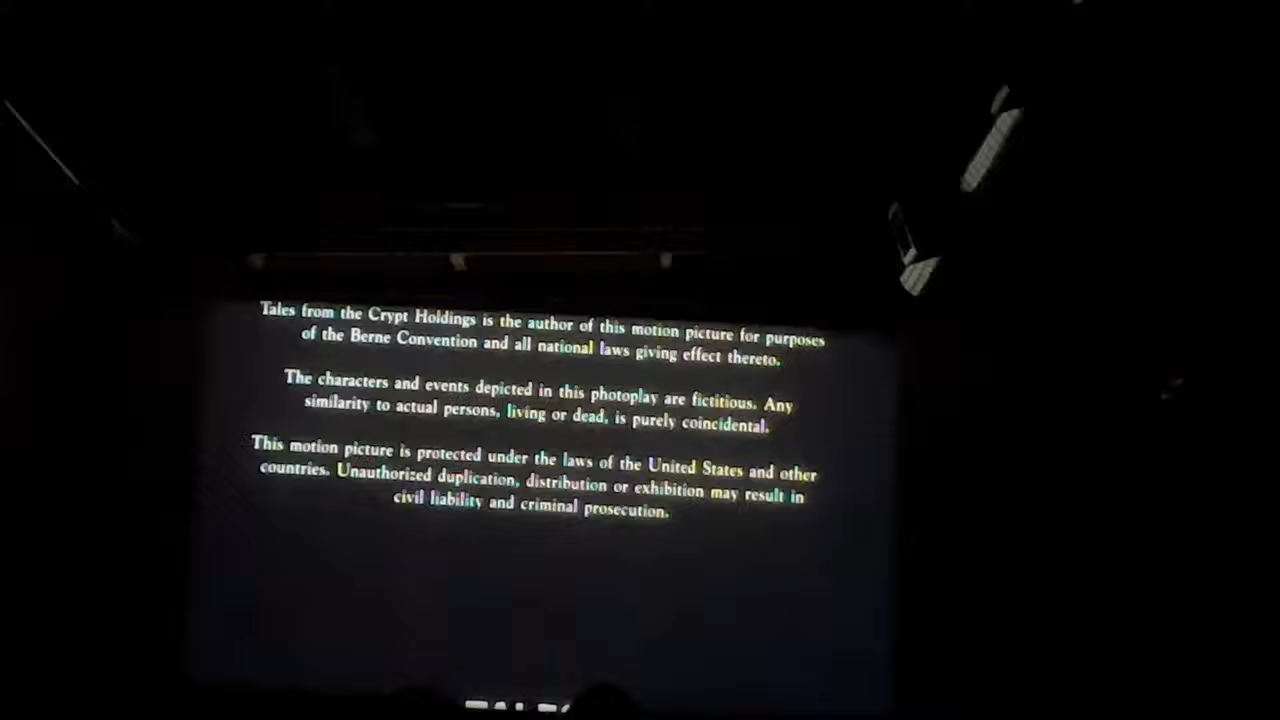 Tales from the Crypt Holdings is the author of this motion picture for purposes
of the Berne Convention and all national laws giving effect thereto.
The characters and events depicted in this photoplay are fictitious. Any
similarity to actual persons, living or dead, is purely coincidental.
This motion picture is protected under the laws of the United States and other
countries. Unauthorized duplication, distribution or exhibition may result in
civil liability and criminal prosecution.